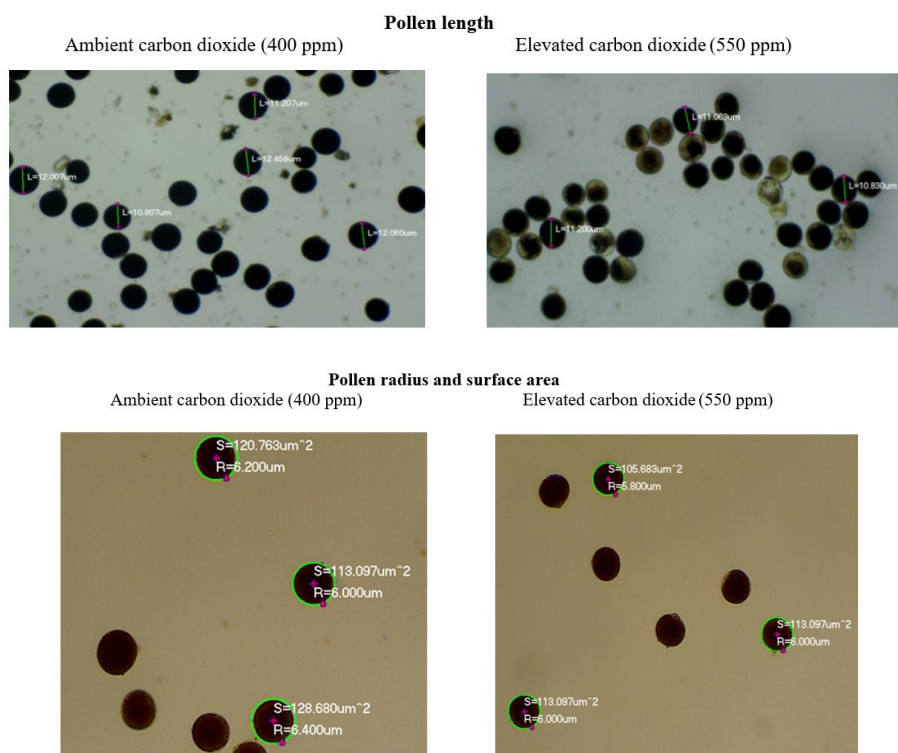 Pollen length
Ambient carbon dioxide (400 ppm)
Elevated carbon dioxide (550 ppm)
L=11.207um
L=12.458um
L=12.007um
L=10.807um
L=12.060um
L=11.063um
L=10.830um
L=11.200um
Pollen radius and surface area
Ambient carbon dioxide (400 ppm)
Elevated carbon dioxide (550 ppm)
S=120.763um^2
R=6.200um
S=113.097um^2
R=6.000um
S=128.680um^2
R=6.400um
S=105.683um^2
R=5.800um
S=113.097um^2
R=6.000um
S=113.097um^2
R=6.000um